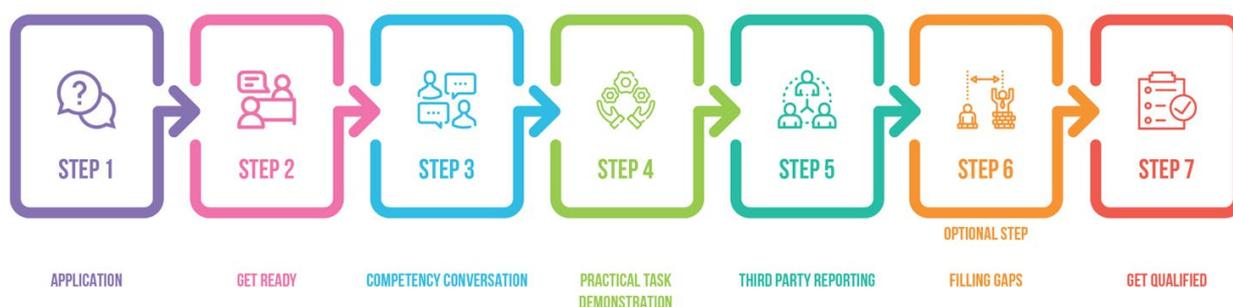 ?
STEP 1
STEP 2
STEP 3
STEP 4
STEP 5
STEP 6
STEP 7
OPTIONAL STEP
APPLICATION
GET READY
COMPETENCY CONVERSATION
PRACTICAL TASK
DEMONSTRATION
THIRD PARTY REPORTING
FILLING GAPS
GET QUALIFIED